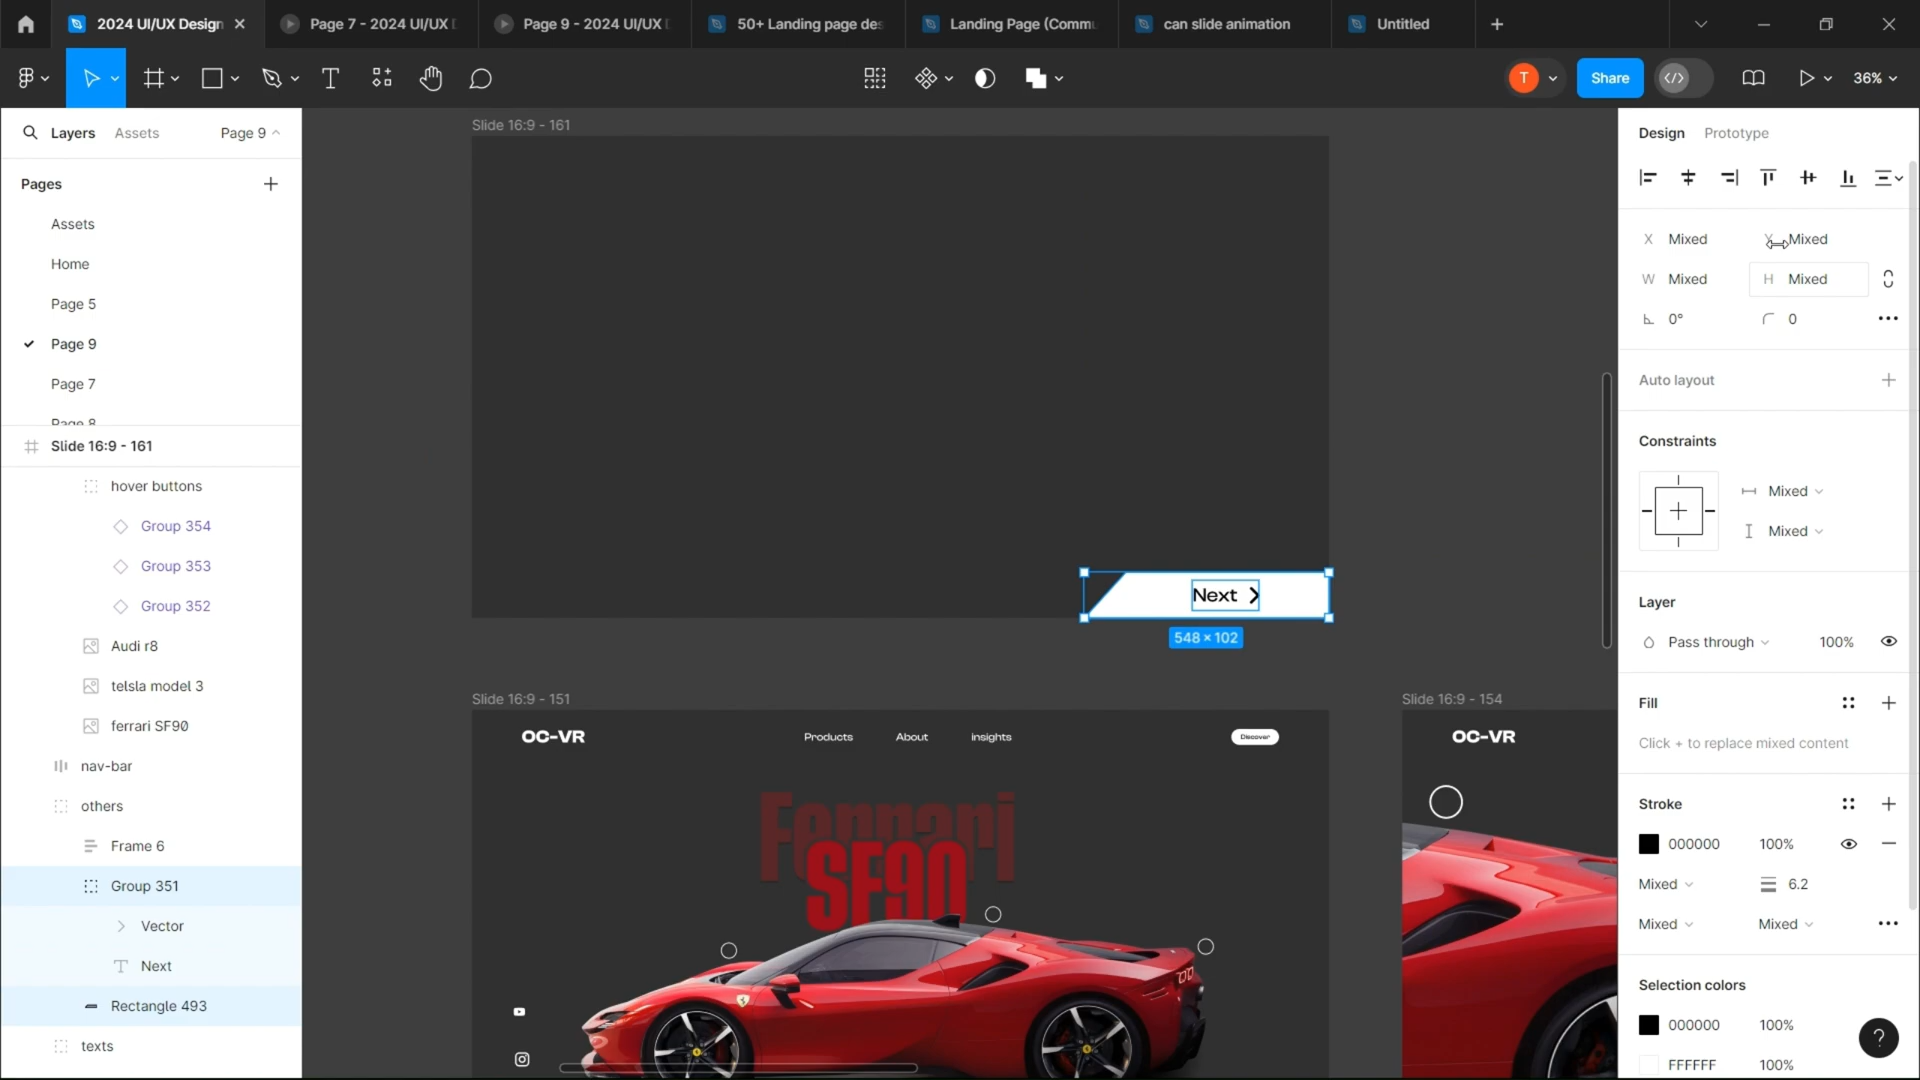 2024 UI/UX Design
Page 7 - 2024 UI/UX D
Page 9 - 2024 UI/UX D
50+ Landing page des
Landing Page (Commu
can slide animation
Untitled
T
Share
36%
Layers
Assets
Page 9
Pages
Assets
Home
Page 5
Page 9
Page 7
Page 8
Slide 16:9 - 161
hover buttons
Group 354
Group 353
Group 352
Audi r8
telsla model 3
ferrari SF90
nav-bar
others
Frame 6
Group 351
Vector
Next
Rectangle 493
texts
Slide 16:9 - 161
Next
548 × 102
Slide 16:9 - 151
OC-VR
Products
About
insights
Discover
Ferrari
SF90
Slide 16:9 - 154
OC-VR
Design
Prototype
X Mixed
Y Mixed
W Mixed
H Mixed
0°
0
Auto layout
Constraints
Mixed
Mixed
Layer
Pass through
100%
Fill
Click + to replace mixed content
Stroke
000000
100%
Mixed
6.2
Mixed
Mixed
Selection colors
000000
100%
FFFFFF
100%
?